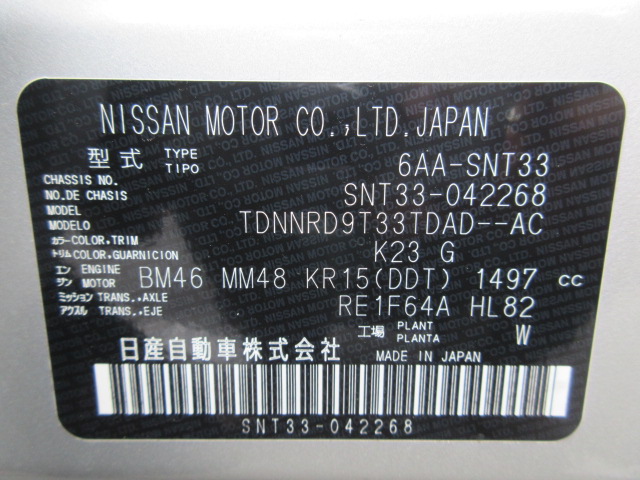 NISSAN MOTOR CO.,LTD.JAPAN
型式 TYPE TIPO 6AA-SNT33
CHASSIS NO. NO.DE CHASIS SNT33-042268
MODEL MODELO TDNNRD9T33TDAD--AC
カラー COLOR,TRIM トリム COLOR,GUARNICION K23 G
エンジン ENGINE MOTOR BM46 MM48 KR15(DDT) 1497 cc
ミッション TRANS.,AXLE アクスル TRANS.,EJE RE1F64A HL82
工場 PLANT PLANTA W
日産自動車株式会社 MADE IN JAPAN
SNT33-042268